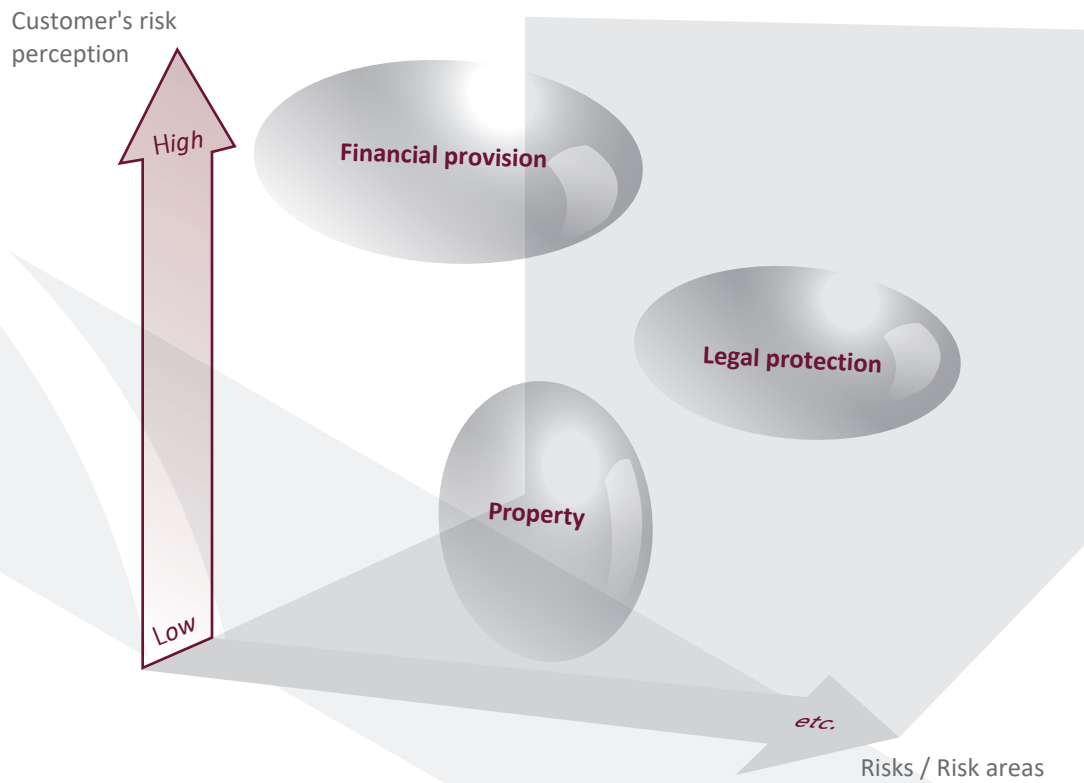 Customer's risk
perception
High
Financial provision
Legal protection
Property
Low
etc.
Risks / Risk areas